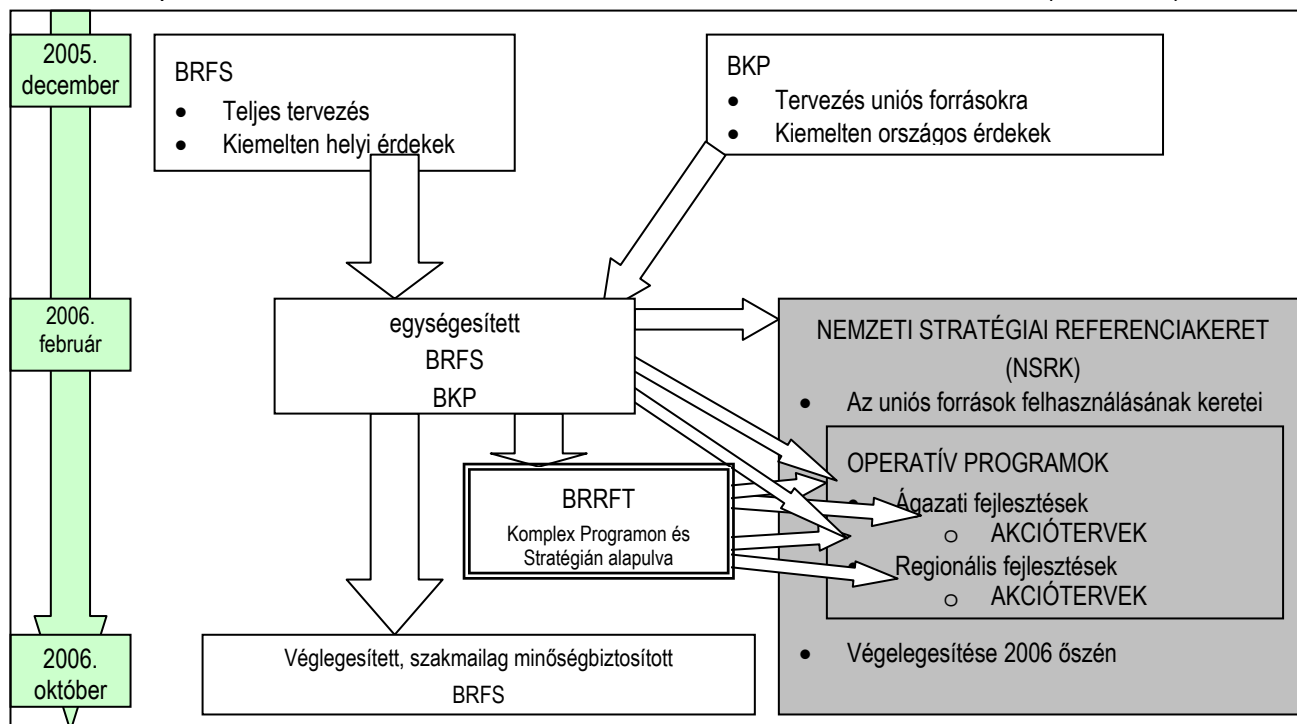 2005.
december
BRFS
• Teljes tervezés
• Kiemelten helyi érdekek
BKP
• Tervezés uniós forrásokra
• Kiemelten országos érdekek
2006.
február
egységesített
BRFS
BKP
NEMZETI STRATÉGIAI REFERENCIAKERET
(NSRK)
• Az uniós források felhasználásának keretei
OPERATÍV PROGRAMOK
• Ágazati fejlesztések
o AKCIÓTERVEK
• Regionális fejlesztések
o AKCIÓTERVEK
BRRFT
Komplex Programon és
Stratégián alapulva
• Végelegesítése 2006 őszén
2006.
október
Véglegesített, szakmailag minőségbiztosított
BRFS